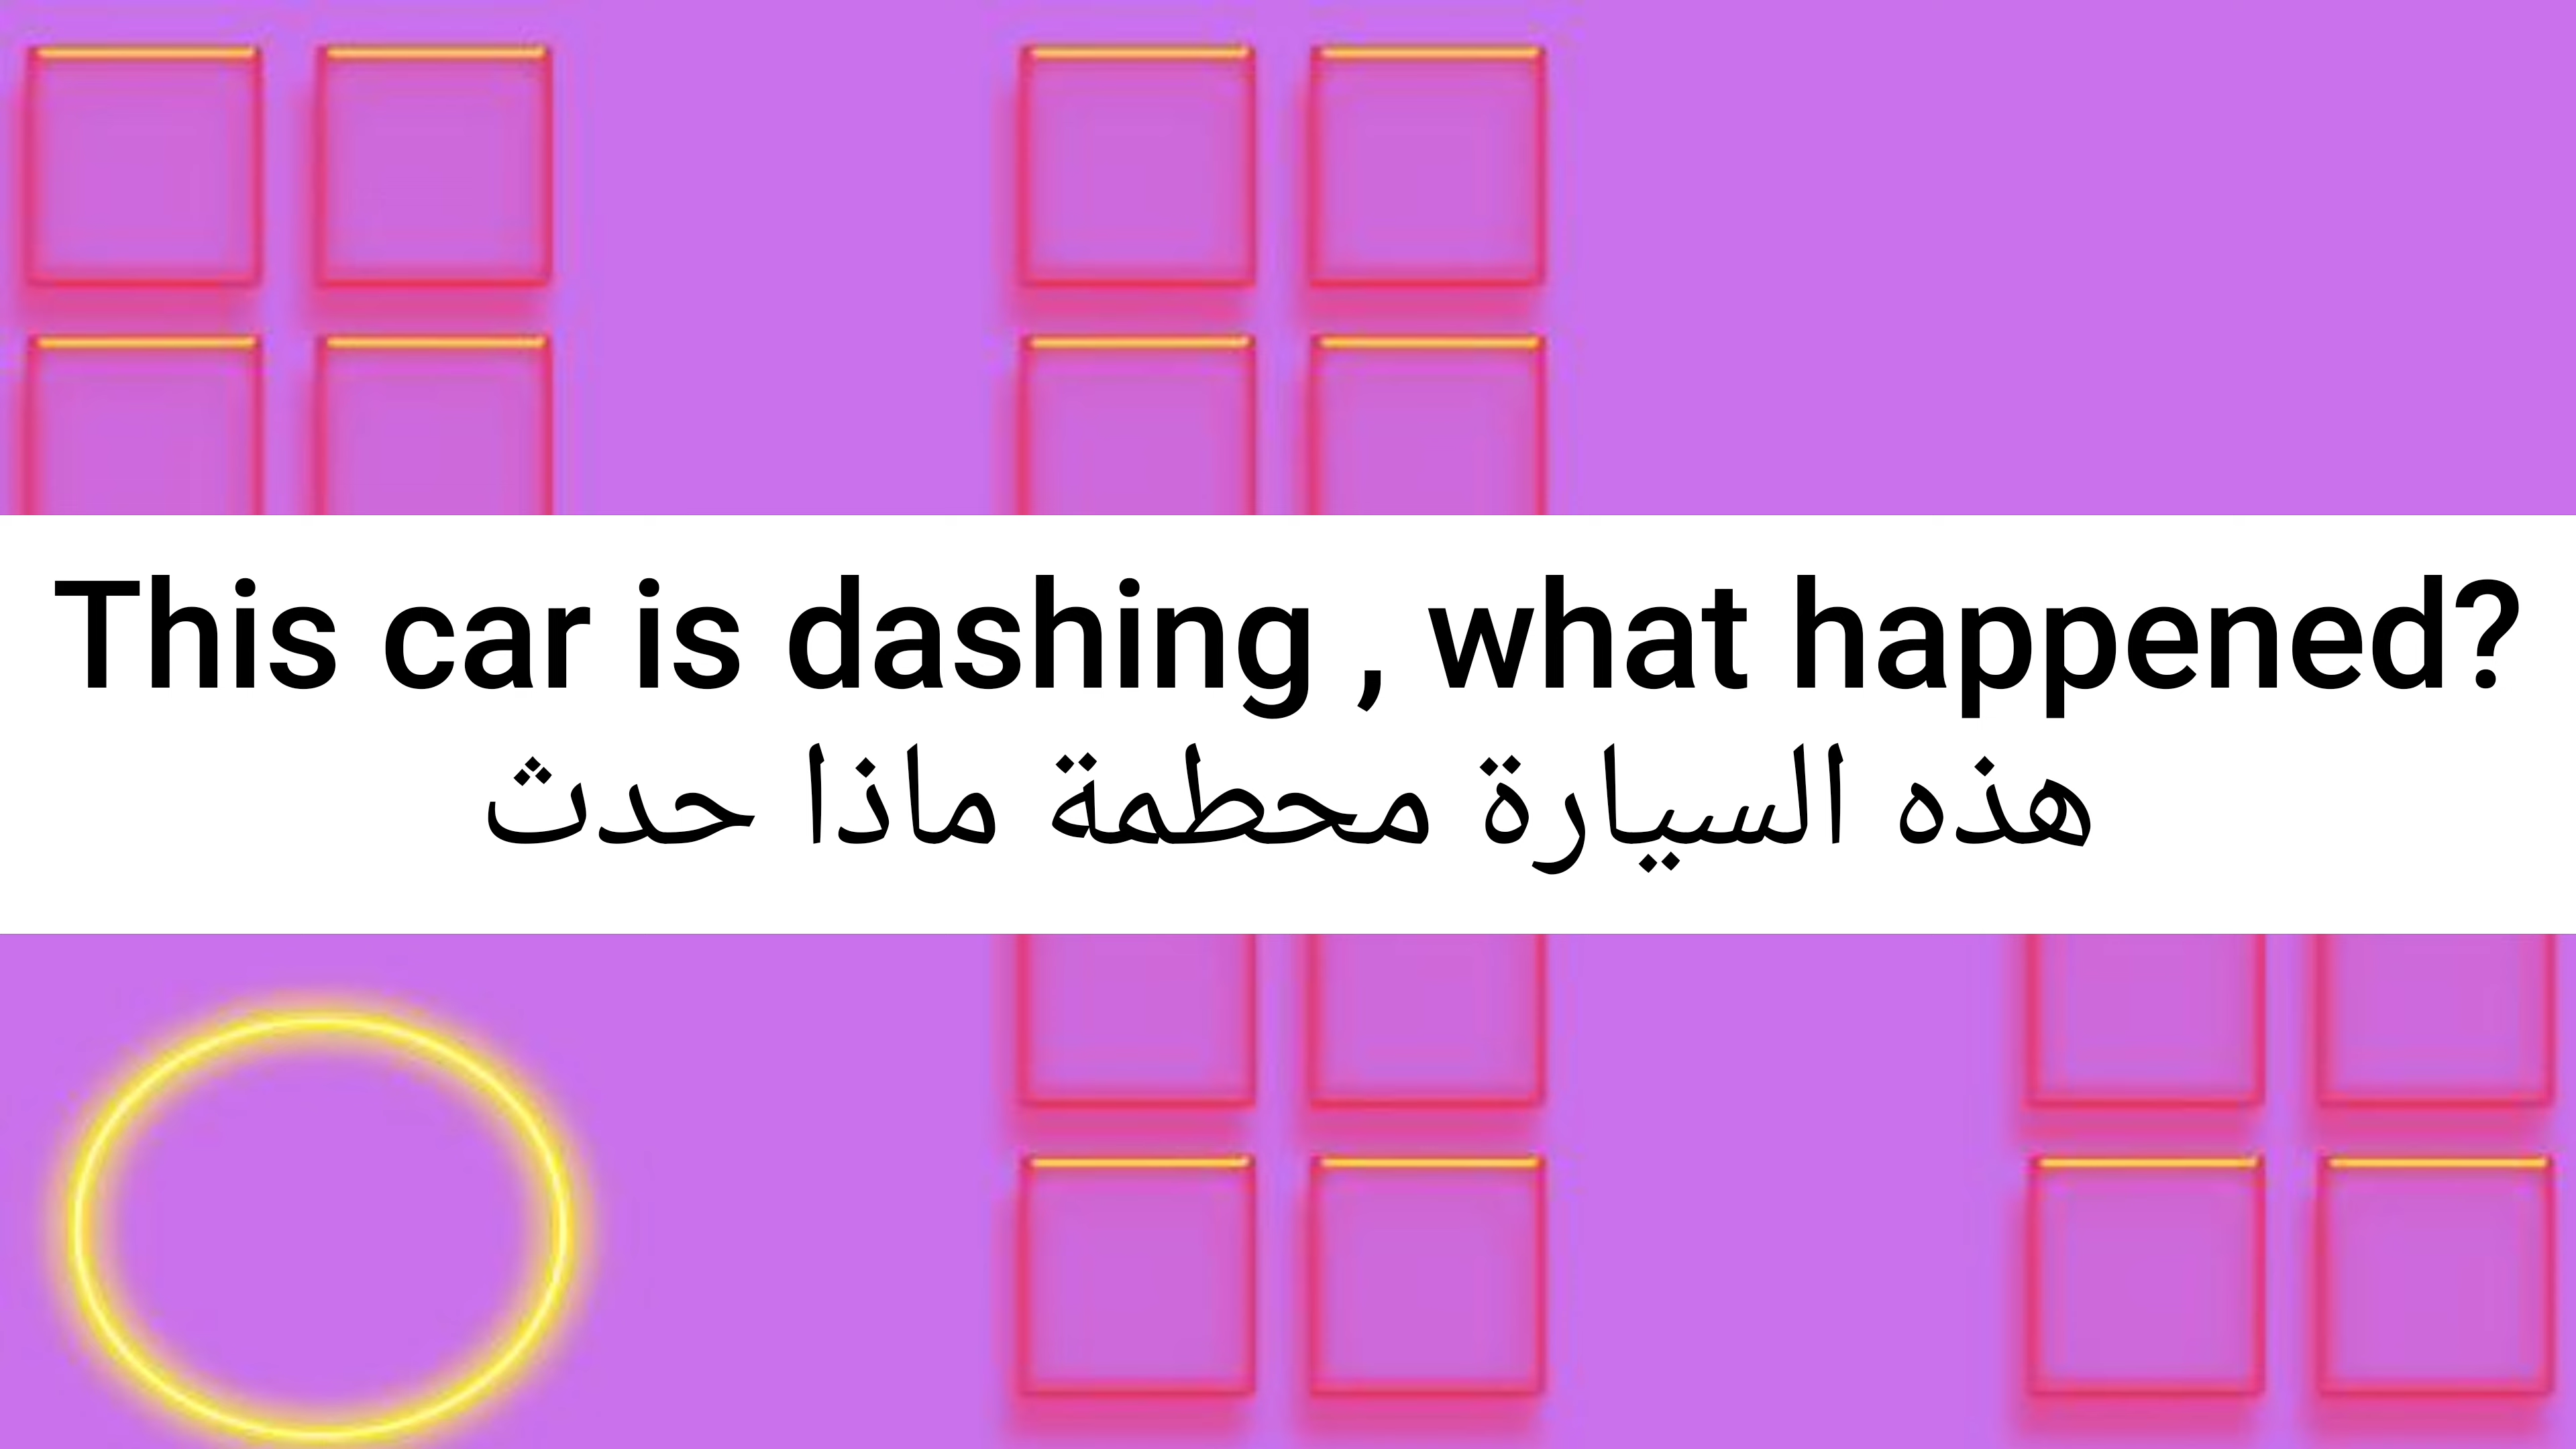 This car is dashing , what happened?
هذه السيارة محطمة ماذا حدث